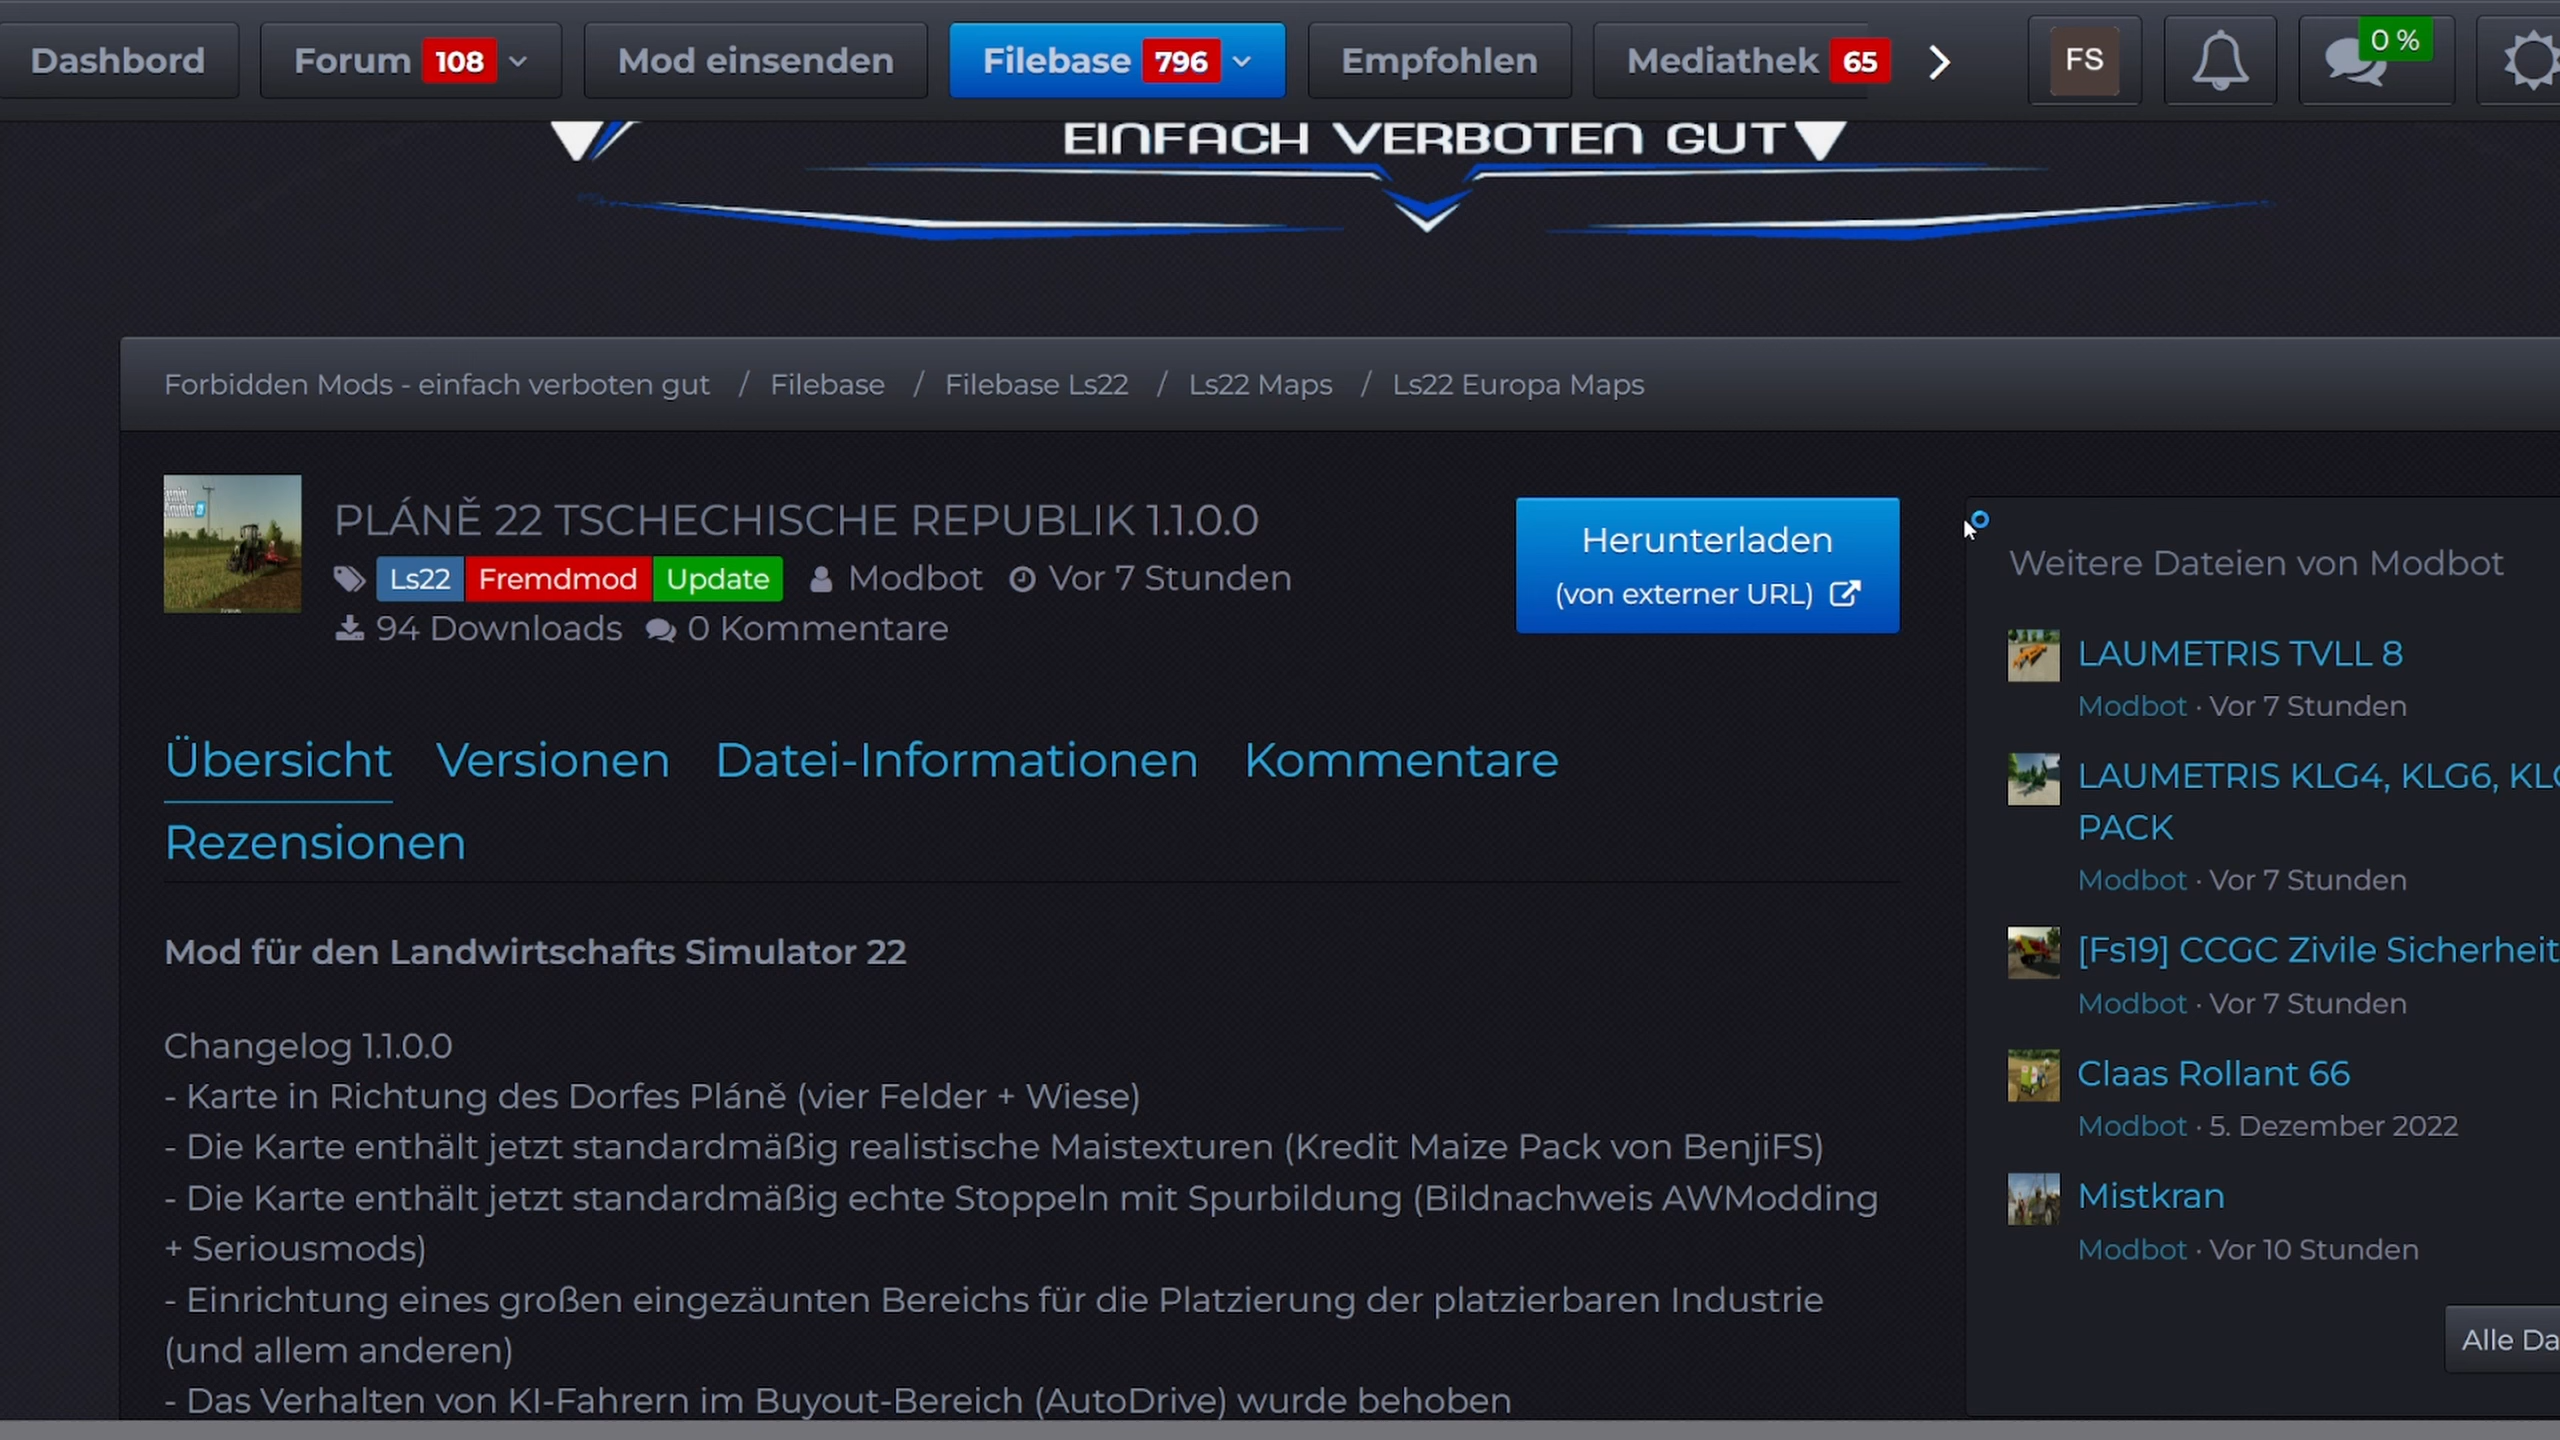 Dashbord Forum 108 Mod einsenden Filebase 796 Empfohlen Mediathek 65 FS 0 %
EINFACH VERBOTEN GUT
Forbidden Mods - einfach verboten gut / Filebase / Filebase Ls22 / Ls22 Maps / Ls22 Europa Maps
PLÁNĚ 22 TSCHECHISCHE REPUBLIK 1.1.0.0
Ls22 Fremdmod Update Modbot Vor 7 Stunden
94 Downloads 0 Kommentare
Herunterladen
(von externer URL)
Übersicht Versionen Datei-Informationen Kommentare
Rezensionen
Mod für den Landwirtschafts Simulator 22
Changelog 1.1.0.0
- Karte in Richtung des Dorfes Pláně (vier Felder + Wiese)
- Die Karte enthält jetzt standardmäßig realistische Maistexturen (Kredit Maize Pack von BenjiFS)
- Die Karte enthält jetzt standardmäßig echte Stoppeln mit Spurbildung (Bildnachweis AWModding
+ Seriousmods)
- Einrichtung eines großen eingezäunten Bereichs für die Platzierung der platzierbaren Industrie
(und allem anderen)
- Das Verhalten von KI-Fahrern im Buyout-Bereich (AutoDrive) wurde behoben
Weitere Dateien von Modbot
LAUMETRIS TVLL 8
Modbot · Vor 7 Stunden
LAUMETRIS KLG4, KLG6,
PACK
Modbot · Vor 7 Stunden
[Fs19] CCGC Zivile Sicherheit
Modbot · Vor 7 Stunden
Claas Rollant 66
Modbot · 5. Dezember 2022
Mistkran
Modbot · Vor 10 Stunden
Alle Da